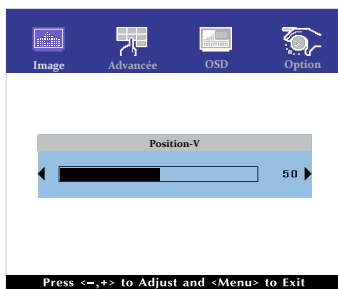 Image Advancée OSD Option
Position-V
50
Press <–,+> to Adjust and <Menu> to Exit